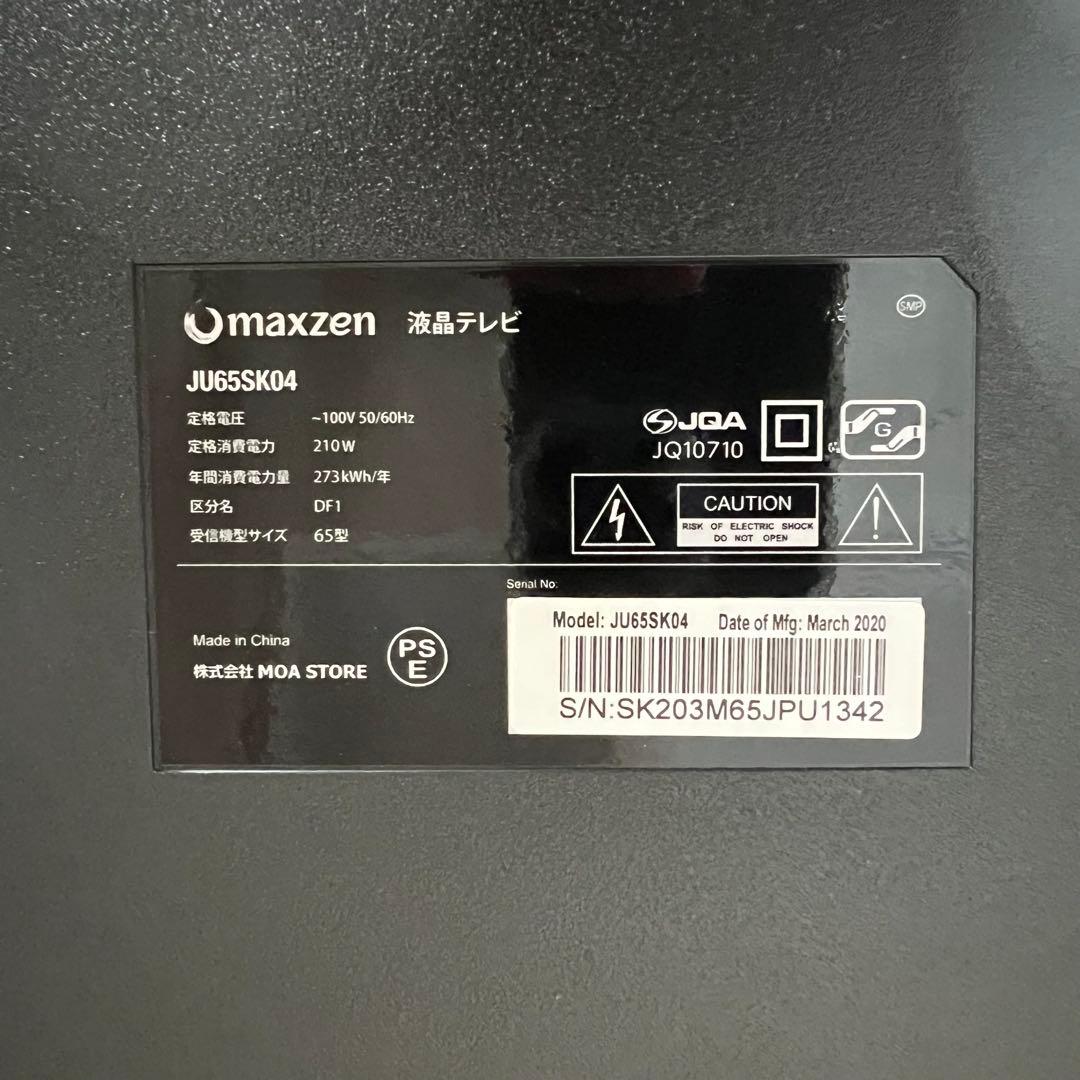 maxzen 液晶テレビ
SMP
JU65SK04
定格電圧 ~100V 50/60Hz
定格消費電力 210W
年間消費電力量 273kWh/年
区分名 DF1
受信機型サイズ 65型
JQA
JQ10710
G
CAUTION
RISK OF ELECTRIC SHOCK
DO NOT OPEN
Serial No:
Model: JU65SK04 Date of Mfg: March 2020
S/N:SK203M65JPU1342
Made in China
株式会社 MOA STORE
PS
E